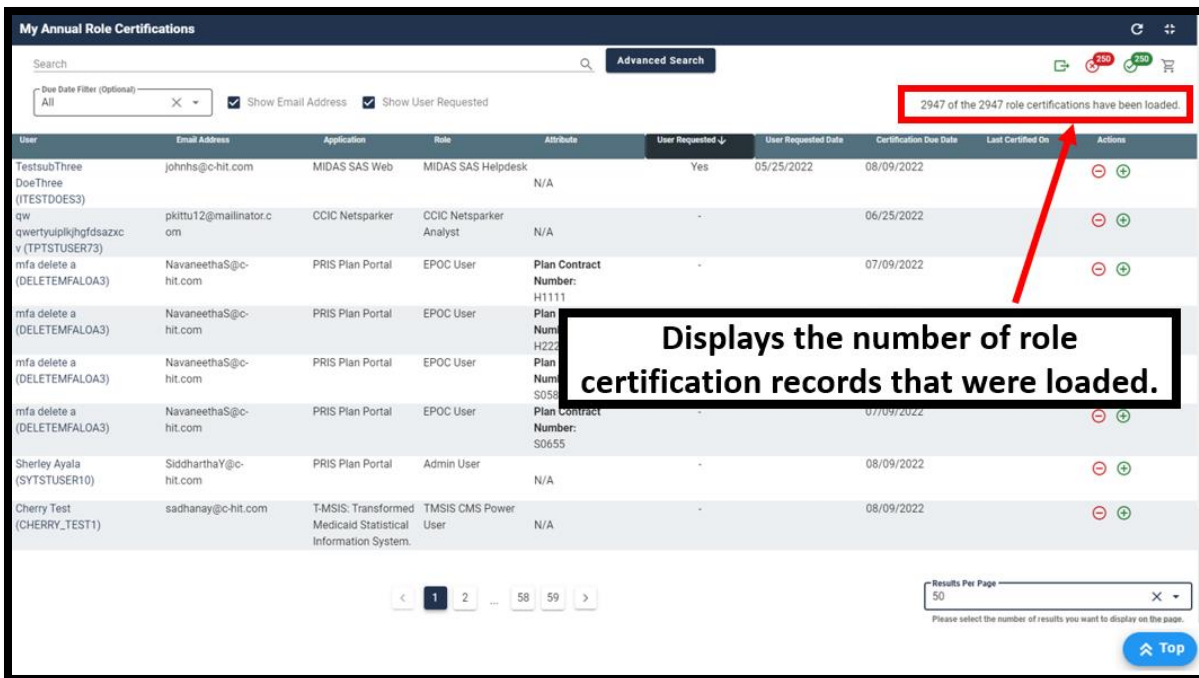 My Annual Role Certifications
Search
Advanced Search
250
250
Due Date Filter (Optional)
All
Show Email Address
Show User Requested
2947 of the 2947 role certifications have been loaded.
User Email Address Application Role Attribute User Requested User Requested Date Certification Due Date Last Certified On Actions
TestsubThree johnhs@c-hit.com MIDAS SAS Web MIDAS SAS Helpdesk Yes 05/25/2022 08/09/2022
DoeThree N/A
(ITESTDOES3)
qw pkittu12@mailinator.c CCIC Netsparker CCIC Netsparker - 06/25/2022
qwertyuiplkjhgfdsazxc om Analyst N/A
v (TPTSTUSER73)
mfa delete a NavaneethaS@c- PRIS Plan Portal EPOC User Plan Contract - 07/09/2022
(DELETEMFALOA3) hit.com Number:
H1111
mfa delete a NavaneethaS@c- PRIS Plan Portal EPOC User Plan
(DELETEMFALOA3) hit.com
mfa delete a NavaneethaS@c- PRIS Plan Portal EPOC User Plan
(DELETEMFALOA3) hit.com
Displays the number of role
certification records that were loaded.
mfa delete a NavaneethaS@c- PRIS Plan Portal EPOC User Plan Contract - 07/09/2022
(DELETEMFALOA3) hit.com Number:
S0655
Sherley Ayala SiddharthaY@c- PRIS Plan Portal Admin User - 08/09/2022
(SYTSTUSER10) hit.com N/A
Cherry Test sadhanay@c-hit.com T-MSIS: Transformed TMSIS CMS Power - 08/09/2022
(CHERRY_TEST1) Medicaid Statistical User N/A
Information System.
1 2 ... 58 59
Results Per Page
50
Please select the number of results you want to display on the page.
Top